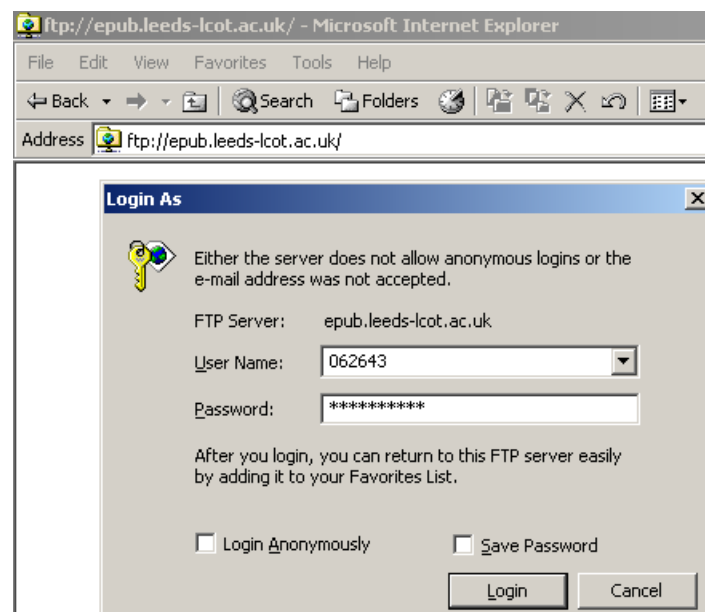 ftp://epub.leeds-lcot.ac.uk/ - Microsoft Internet Explorer
File Edit View Favorites Tools Help
Back Search Folders
Address ftp://epub.leeds-lcot.ac.uk/
Login As
Either the server does not allow anonymous logins or the
e-mail address was not accepted.
FTP Server: epub.leeds-lcot.ac.uk
User Name: 062643
Password: **********
After you login, you can return to this FTP server easily
by adding it to your Favorites List.
Login Anonymously Save Password
Login Cancel